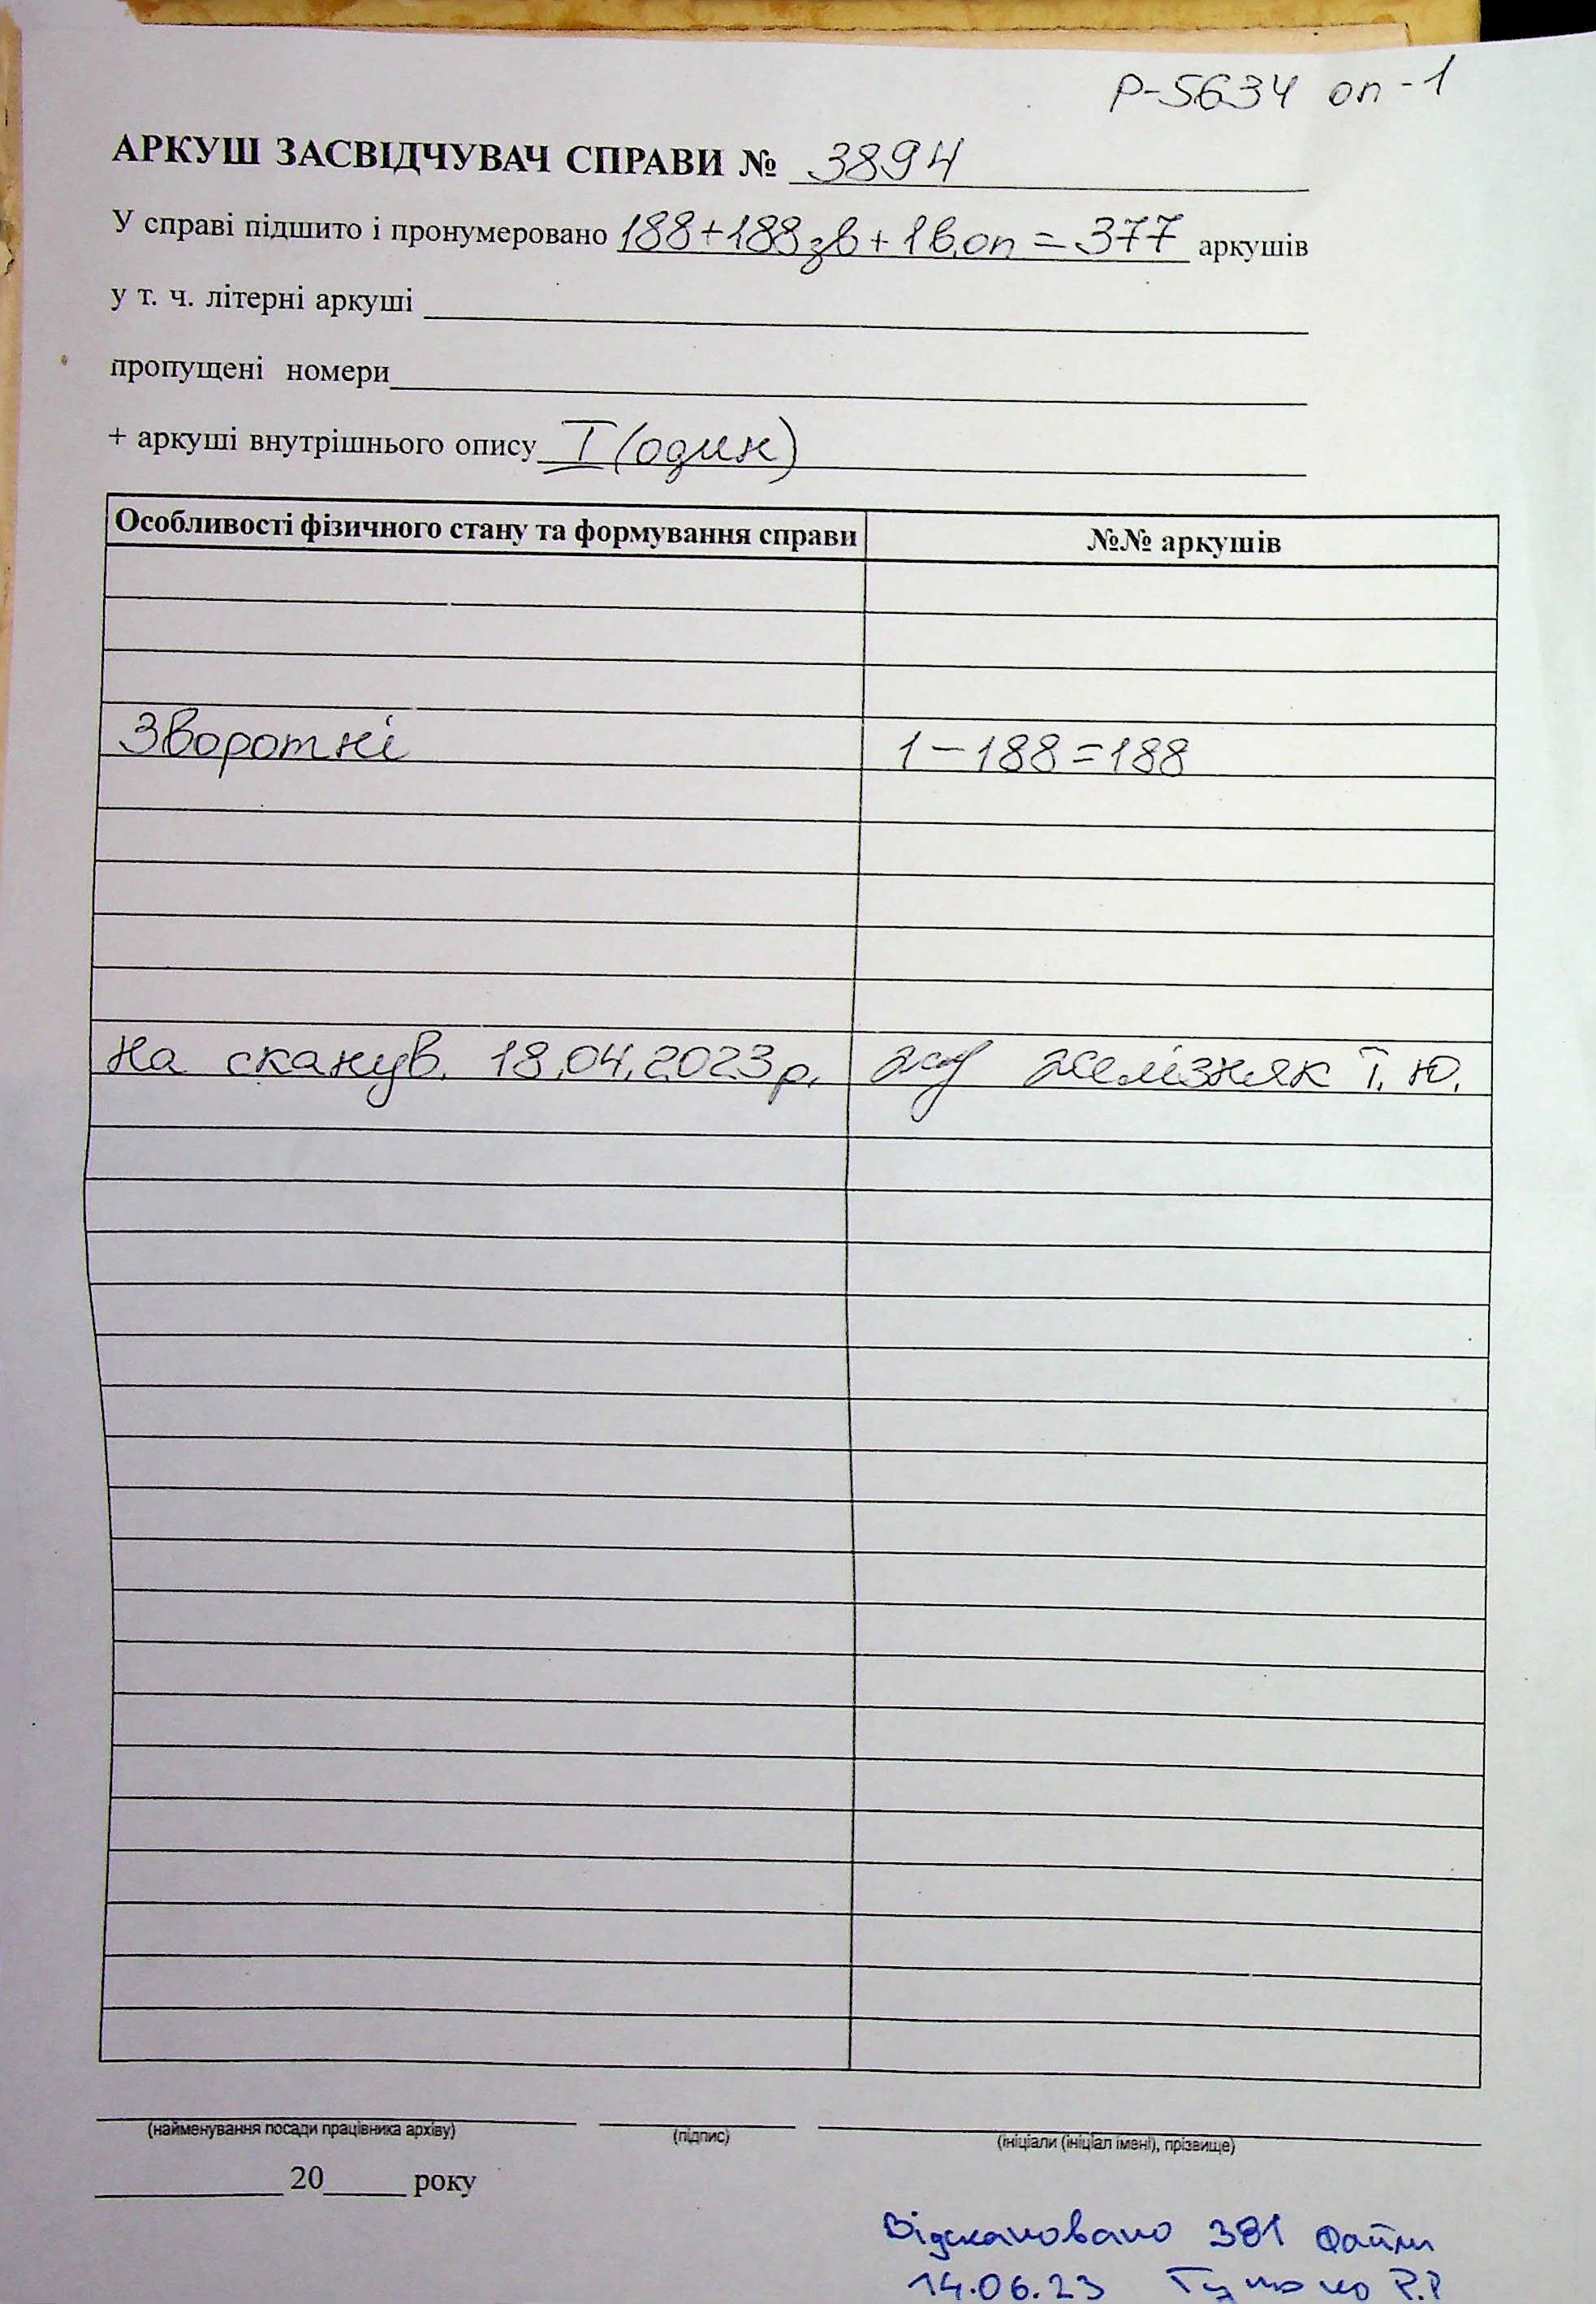 Р-5634 оп-1
АРКУШ ЗАСВІДЧУВАЧ СПРАВИ № 3894
У справі підшито і пронумеровано 188+188зв+1в.оп=377 аркушів
у т. ч. літерні аркуші
пропущені номери
+ аркуші внутрішнього опису І (один)
Особливості фізичного стану та формування справи №№ аркушів
Зворотні 1-188=188
на сканув. 18.04.2023р. Желізняк Т. Ю.
(найменування посади працівника архіву) (підпис) (ініціали (ініціал імені), прізвище)
20 року
Відскановано 381 файл
14.06.23 Р.Р